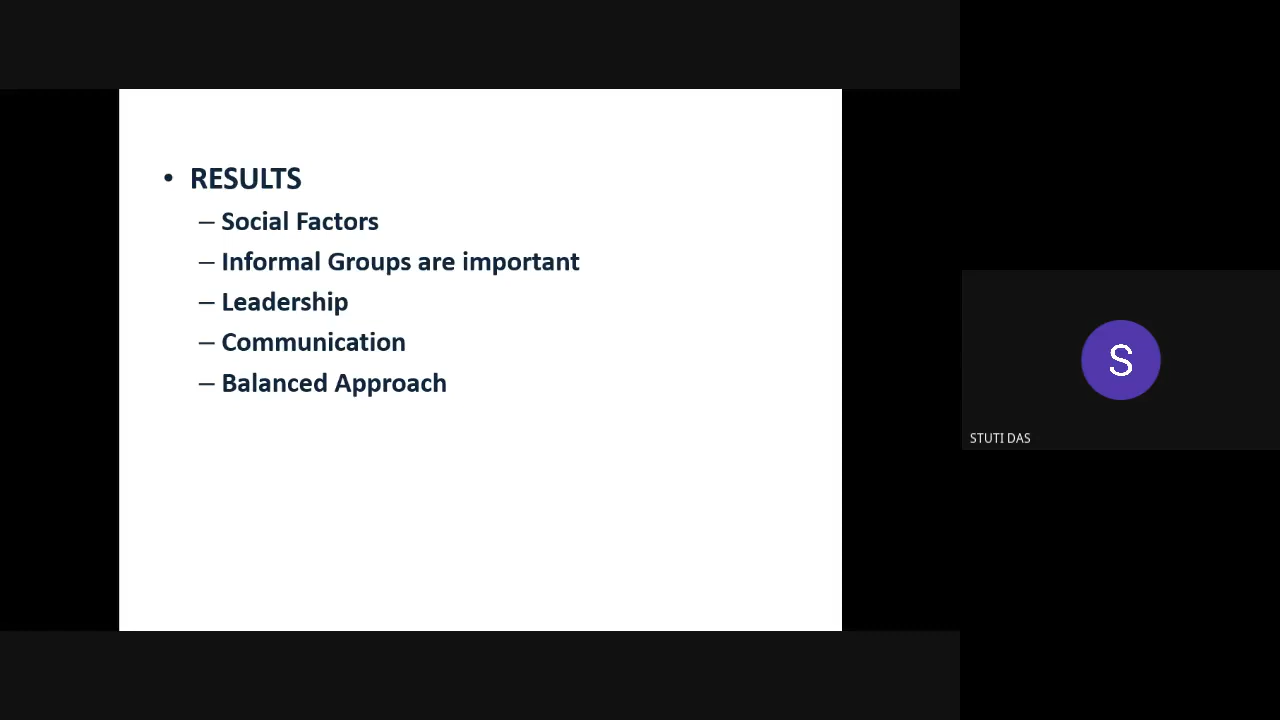 • RESULTS
– Social Factors
– Informal Groups are important
– Leadership
– Communication
– Balanced Approach
S
STUTI DAS